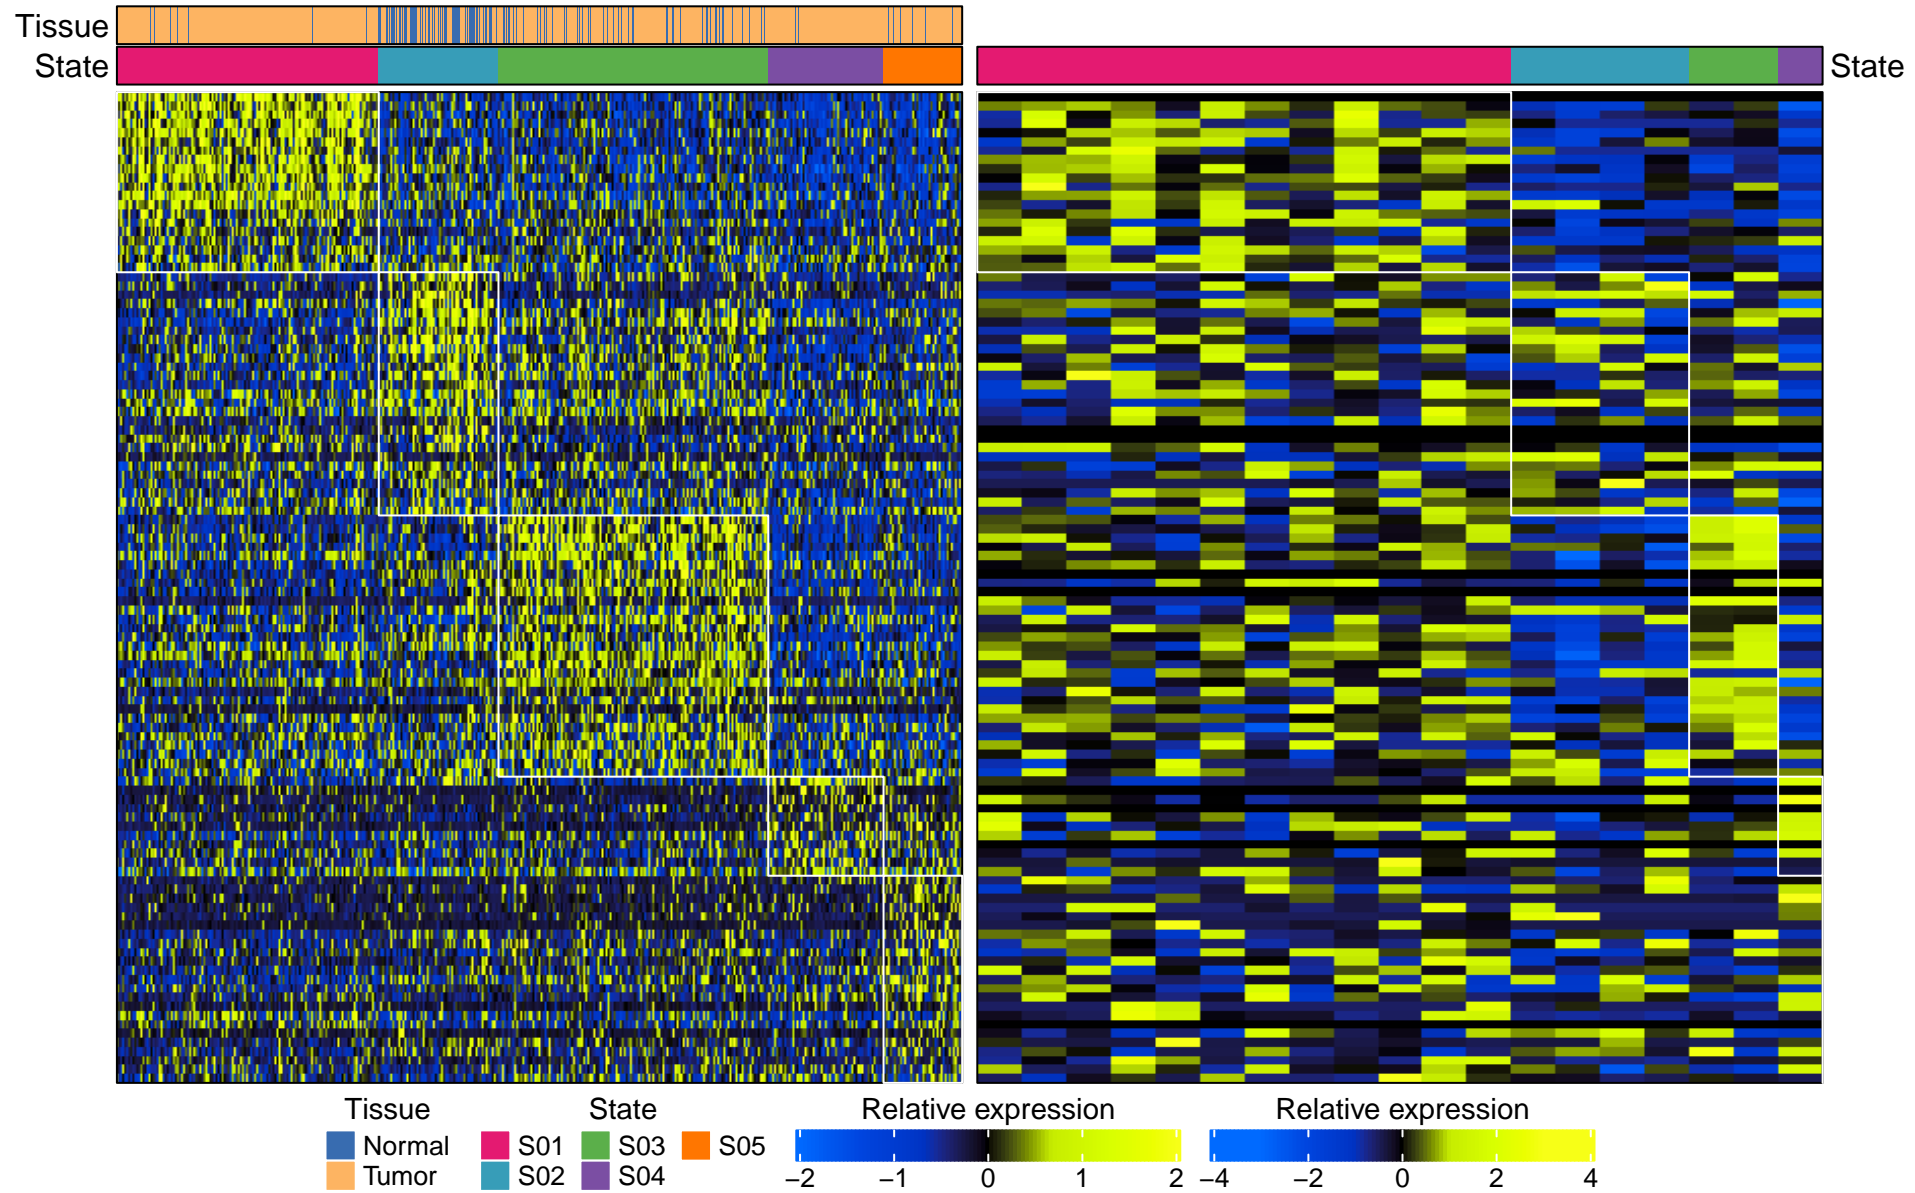 Tissue
State
State
Tissue
State
Relative expression
Relative expression
Normal
S01
S03
S05
Tumor
S02
S04
−2 −1 0 1 2
−4 −2 0 2 4